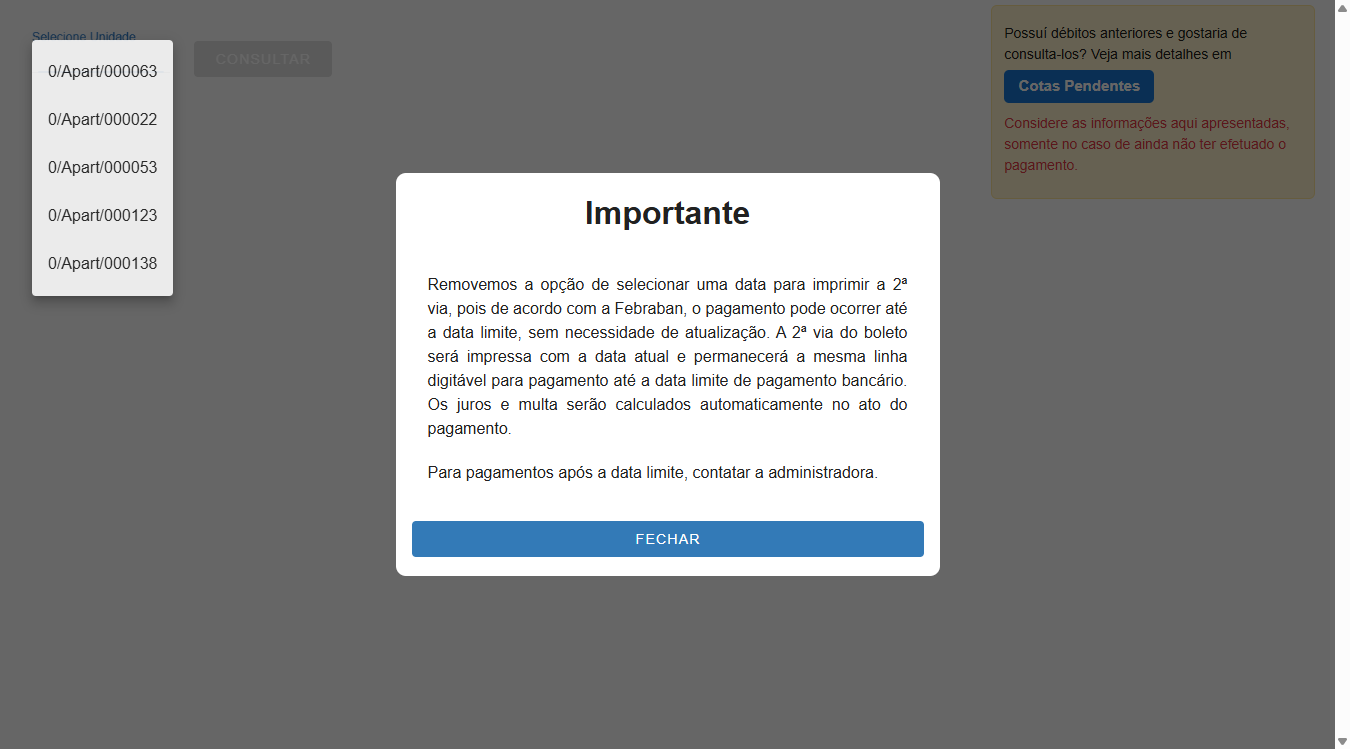 Selecione Unidade
0/Apart/000063
0/Apart/000022
0/Apart/000053
0/Apart/000123
0/Apart/000138
CONSULTAR
Possuí débitos anteriores e gostaria de
consulta-los? Veja mais detalhes em
Cotas Pendentes
Considere as informações aqui apresentadas,
somente no caso de ainda não ter efetuado o
pagamento.
Importante
Removemos a opção de selecionar uma data para imprimir a 2ª
via, pois de acordo com a Febraban, o pagamento pode ocorrer até
a data limite, sem necessidade de atualização. A 2ª via do boleto
será impressa com a data atual e permanecerá a mesma linha
digitável para pagamento até a data limite de pagamento bancário.
Os juros e multa serão calculados automaticamente no ato do
pagamento.
Para pagamentos após a data limite, contatar a administradora.
FECHAR